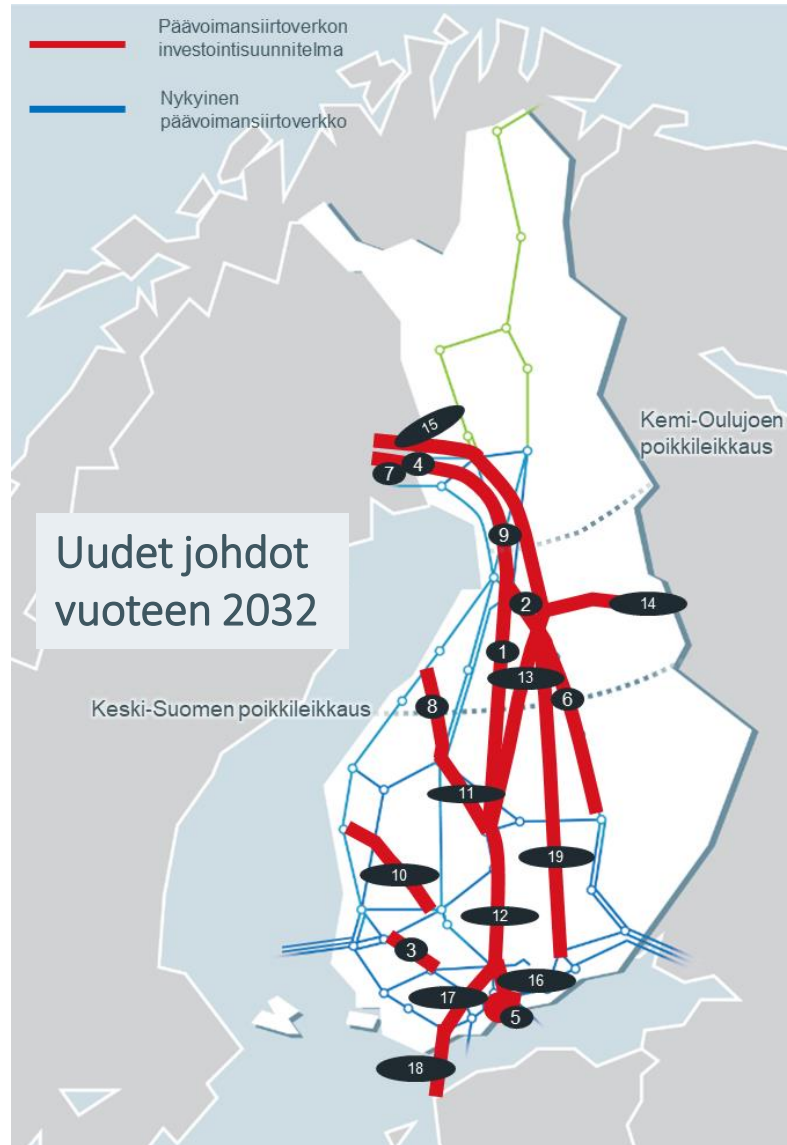 Päävoimansiirtoverkon
investointisuunnitelma
Nykyinen
päävoimansiirtoverkko
15
Kemi-Oulujoen
poikkileikkaus
4
7
Uudet johdot
vuoteen 2032
9
2
14
1
13
6
Keski-Suomen poikkileikkaus
8
11
19
10
12
3
16
17
5
18